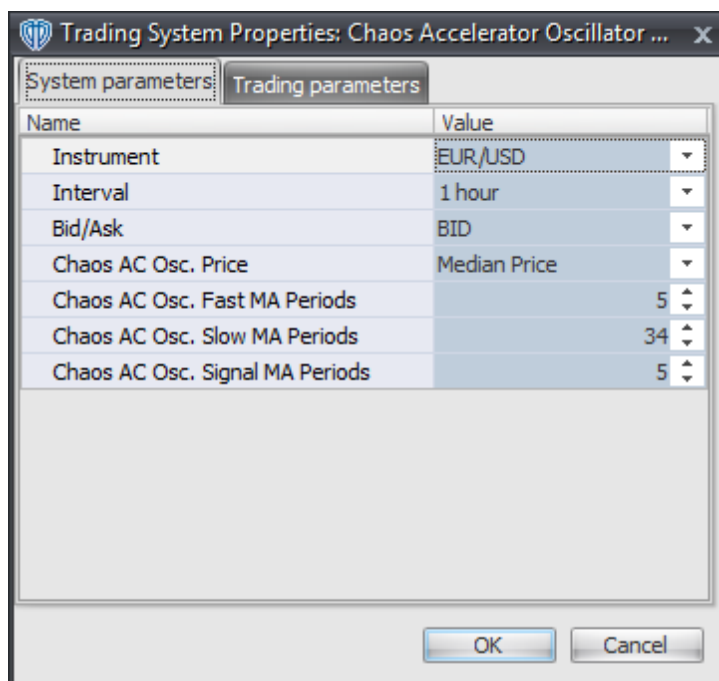 Trading System Properties: Chaos Accelerator Oscillator ... x
System parameters Trading parameters
Name Value
Instrument EUR/USD
Interval 1 hour
Bid/Ask BID
Chaos AC Osc. Price Median Price
Chaos AC Osc. Fast MA Periods 5
Chaos AC Osc. Slow MA Periods 34
Chaos AC Osc. Signal MA Periods 5
OK Cancel